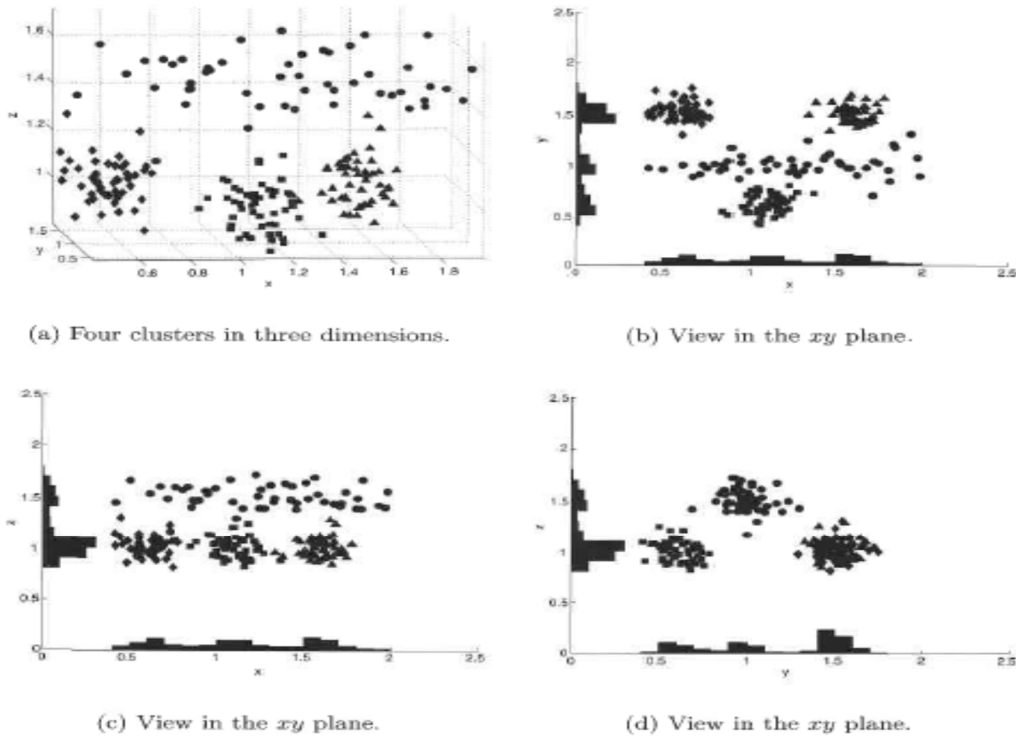 1.6
1.4
1.2
1
z
1.5
1
0.5
y
0.6 0.8 1 1.2 1.4 1.6 1.8
x
(a) Four clusters in three dimensions.
2.5
2
1.5
y
1
0.5
0
0 0.5 1 1.5 2 2.5
x
(b) View in the xy plane.
2.5
2
1.5
z
1
0.5
0
0 0.5 1 1.5 2 2.5
x
(c) View in the xy plane.
2.5
2
1.5
z
1
0.5
0
0 0.5 1 1.5 2 2.5
y
(d) View in the xy plane.